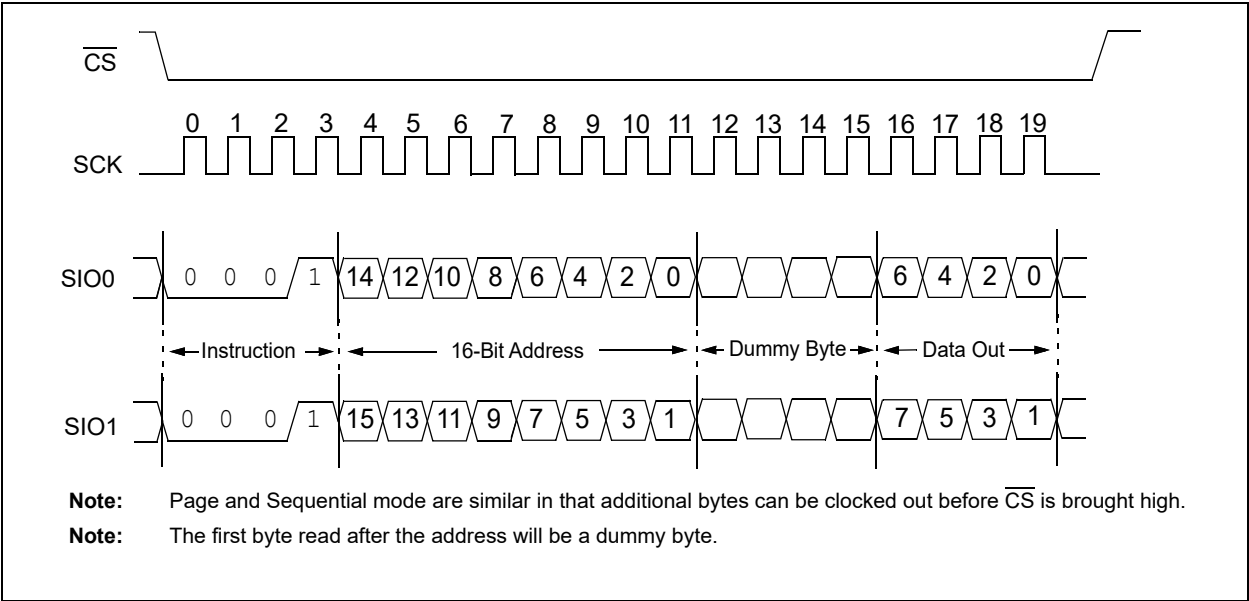 CS
0 1 2 3 4 5 6 7 8 9 10 11 12 13 14 15 16 17 18 19
SCK
SIO0 0 0 0 1 14 12 10 8 6 4 2 0 6 4 2 0
Instruction 16-Bit Address Dummy Byte Data Out
SIO1 0 0 0 1 15 13 11 9 7 5 3 1 7 5 3 1
Note: Page and Sequential mode are similar in that additional bytes can be clocked out before CS is brought high.
Note: The first byte read after the address will be a dummy byte.